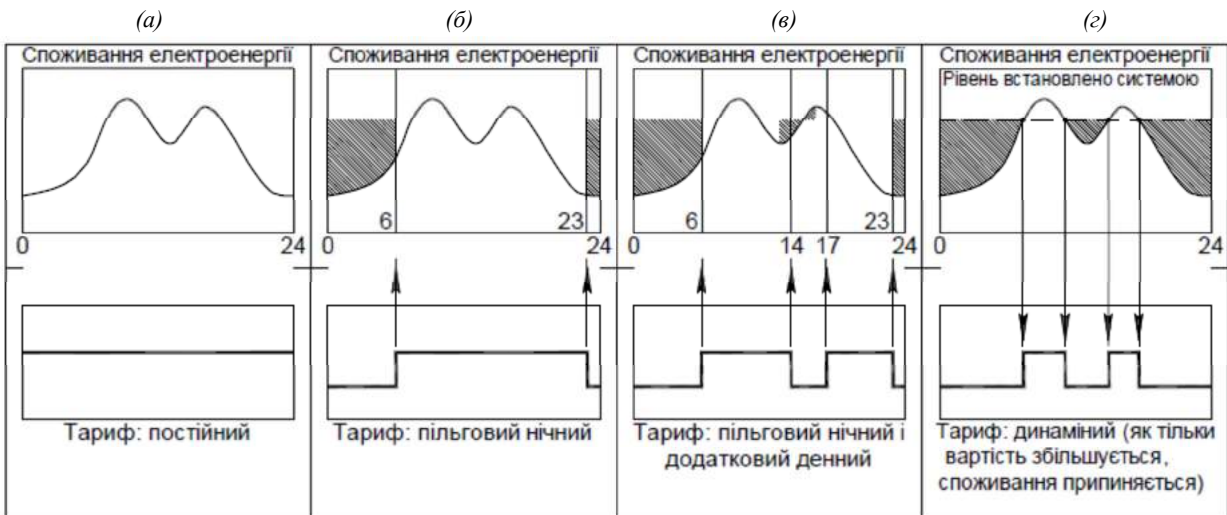 (а) (б) (в) (г)
Споживання електроенергії
0 24
Тариф: постійний
Споживання електроенергії
6 23
0 24
Тариф: пільговий нічний
Споживання електроенергії
6 23
0 14 17 24
Тариф: пільговий нічний і
додатковий денний
Споживання електроенергії
Рівень встановлено системою
0 24
Тариф: динаміний (як тільки
вартість збільшується,
споживання припиняється)